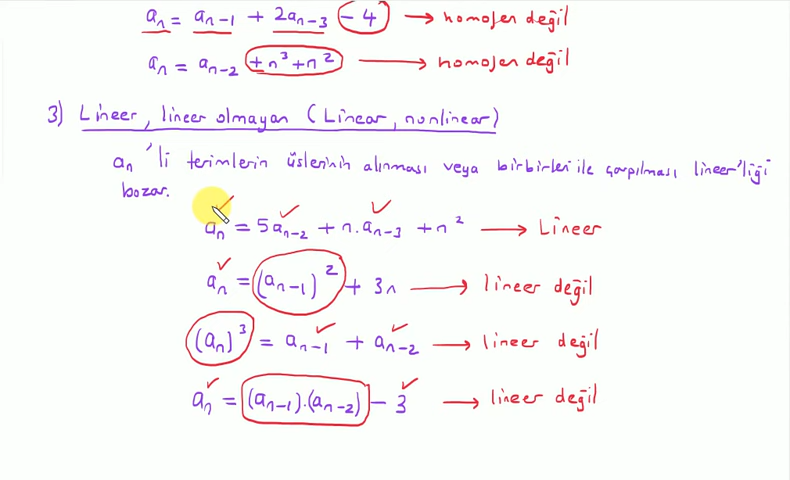 aₙ = aₙ₋₁ + 2aₙ₋₃ - 4 → homojen değil
aₙ = aₙ₋₂ + n³ + n² → homojen değil
3) Lineer, lineer olmayan (Linear, nonlinear)
aₙ'li terimlerin üslerinin alınması veya birbirleri ile çarpılması lineer'liği
bozar.
aₙ = 5aₙ₋₂ + n.aₙ₋₃ + n² → Lineer
aₙ = (aₙ₋₁)² + 3n → lineer değil
(aₙ)³ = aₙ₋₁ + aₙ₋₂ → lineer değil
aₙ = (aₙ₋₁).(aₙ₋₂) - 3 → lineer değil